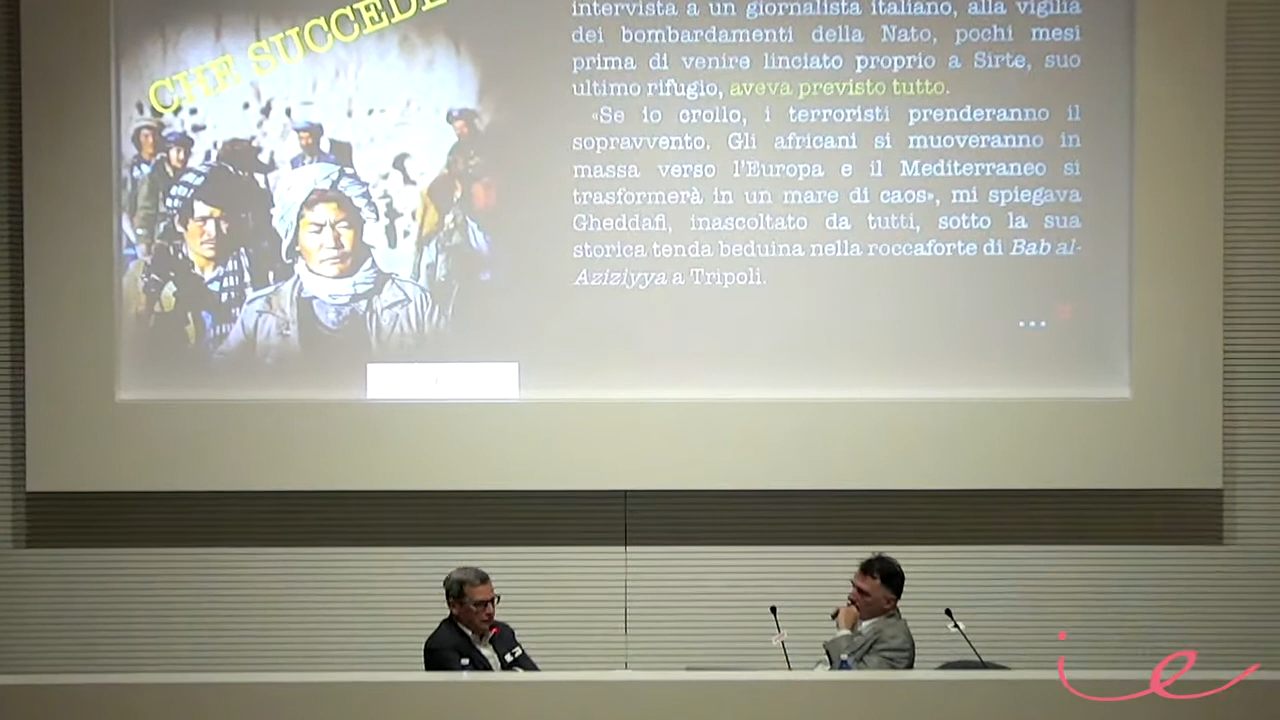 CHE SUCCEDE
intervista a un giornalista italiano, alla vigilia
dei bombardamenti della Nato, pochi mesi
prima di venire linciato proprio a Sirte, suo
ultimo rifugio, aveva previsto tutto.
«Se io crollo, i terroristi prenderanno il
sopravvento. Gli africani si muoveranno in
massa verso l'Europa e il Mediterraneo si
trasformerà in un mare di caos», mi spiegava
Gheddafi, inascoltato da tutti, sotto la sua
storica tenda beduina nella roccaforte di Bab al-
Aziziyya a Tripoli.
...
ie